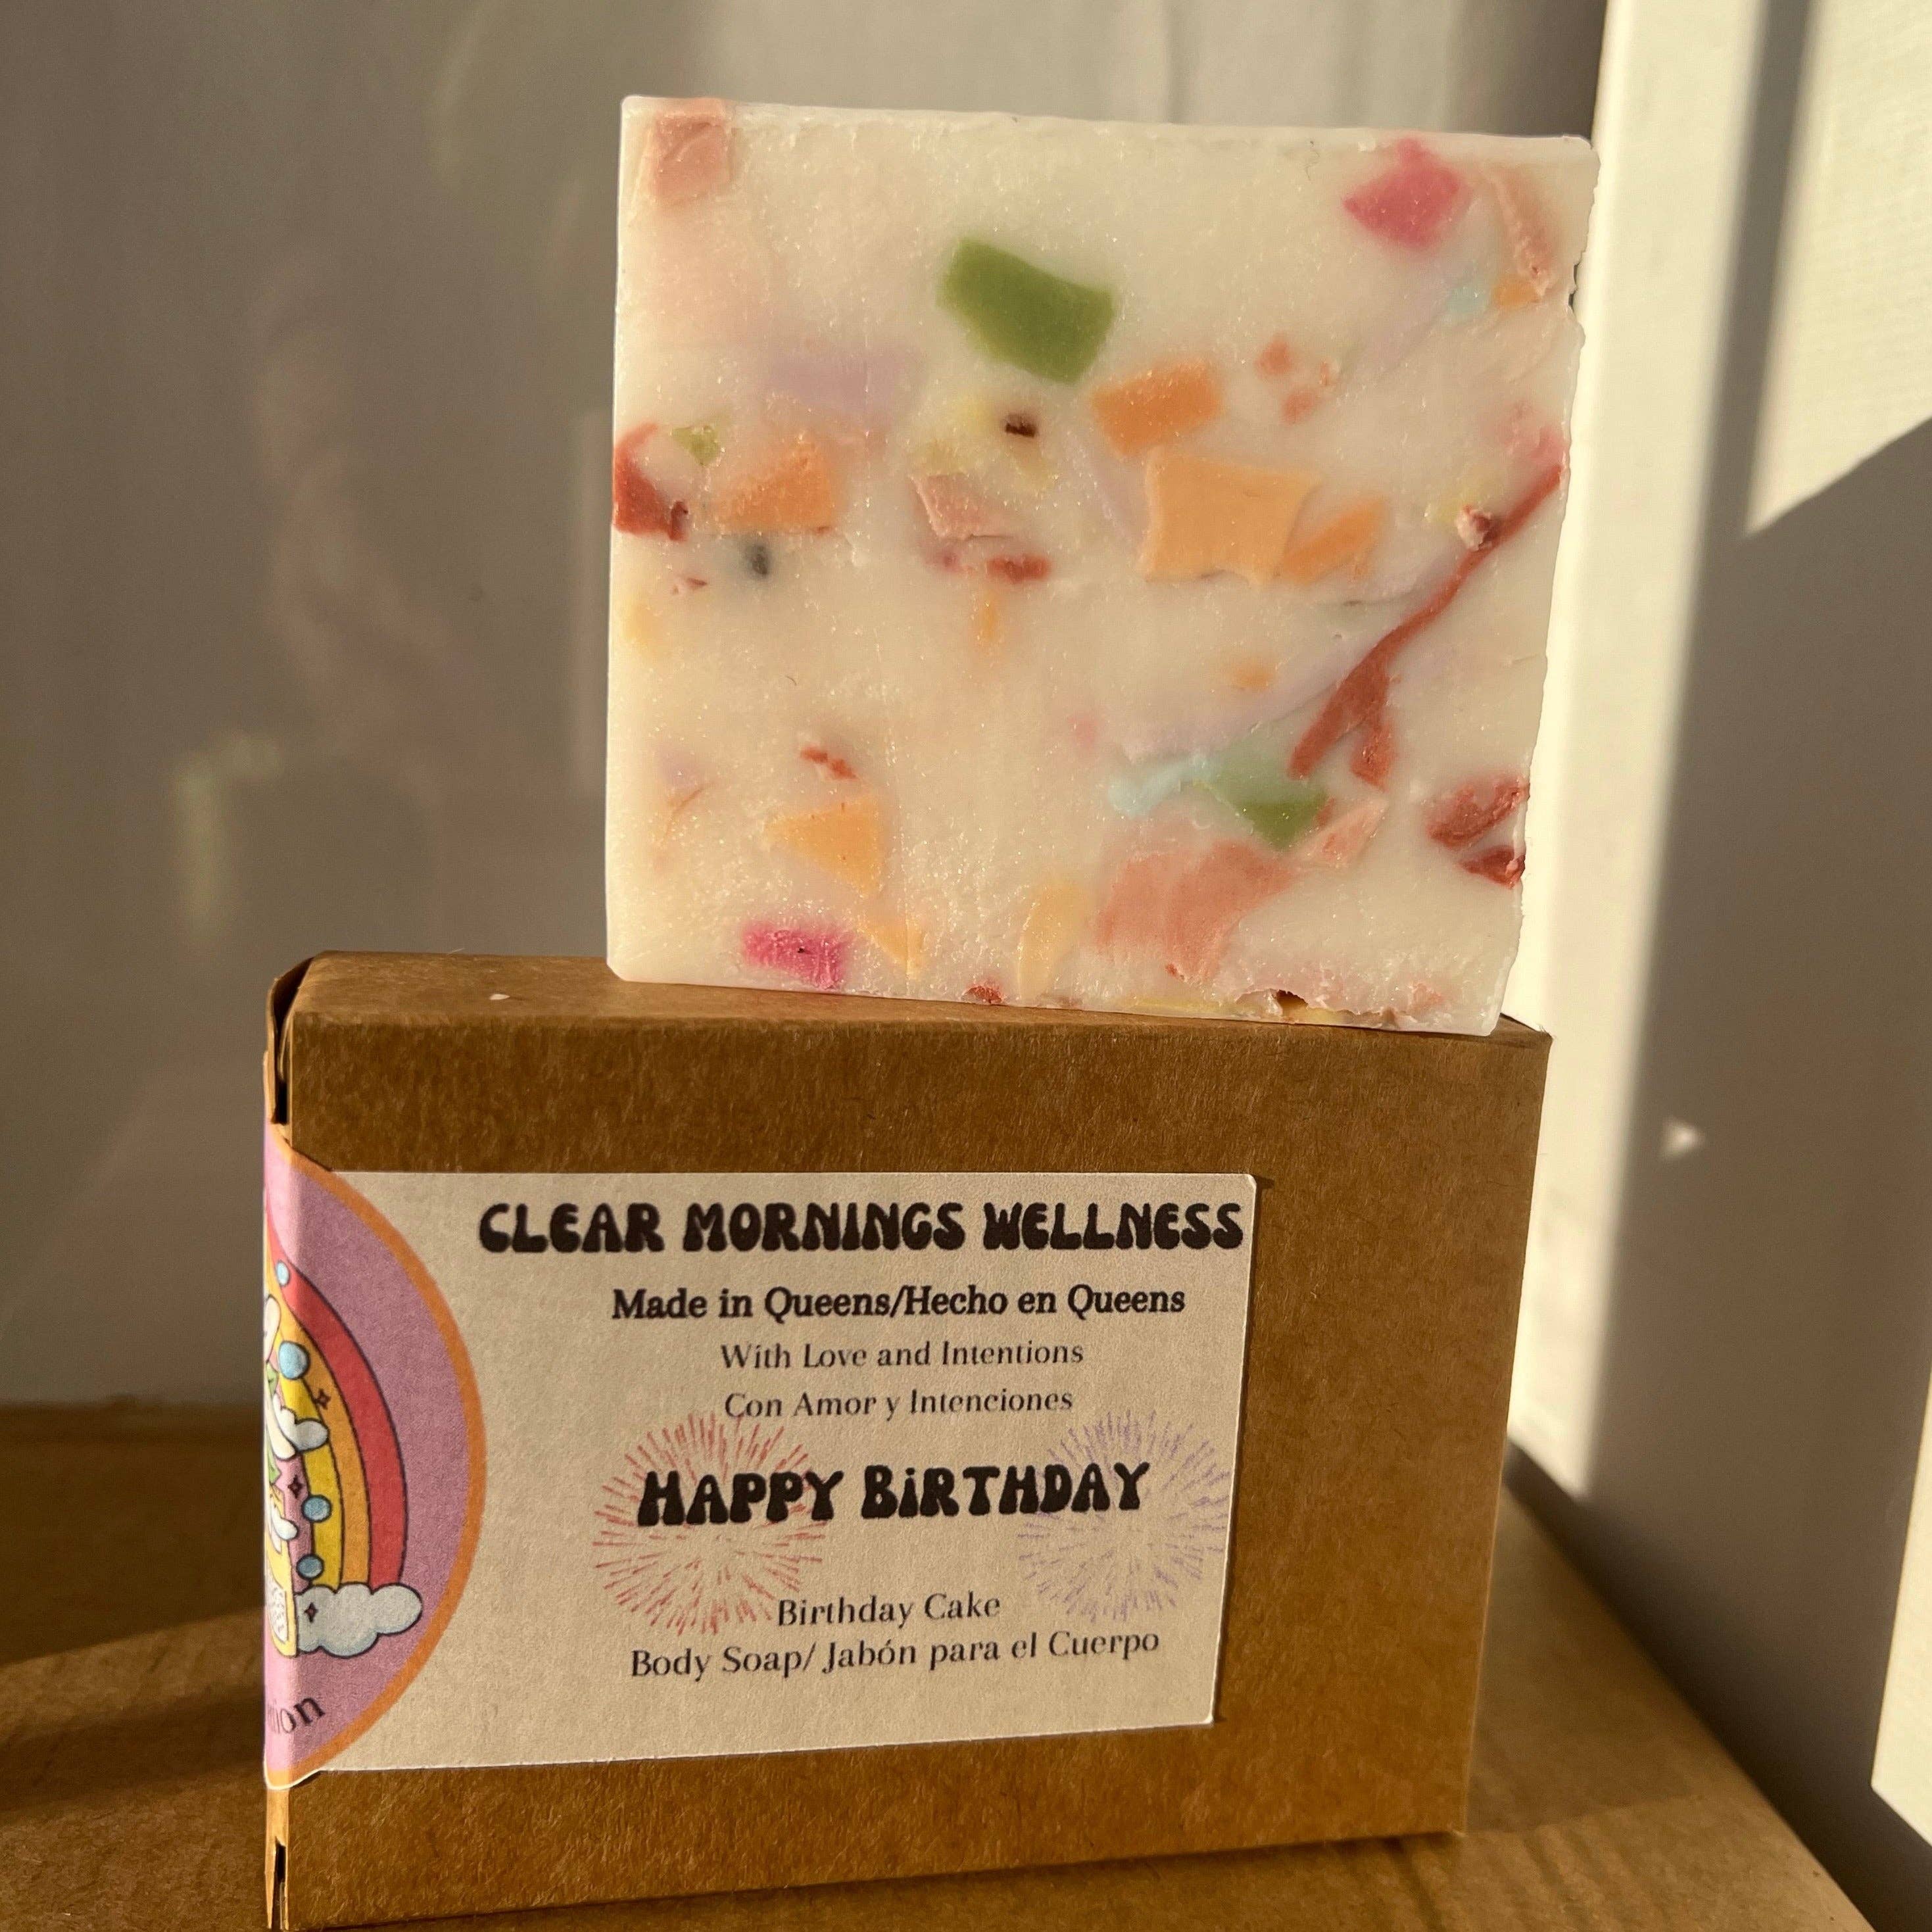 CLEAR MORNINGS WELLNESS
Made in Queens/Hecho en Queens
With Love and Intentions
Con Amor y Intenciones
HAPPY BiRTHDAY
Birthday Cake
Body Soap/ Jabón para el Cuerpo